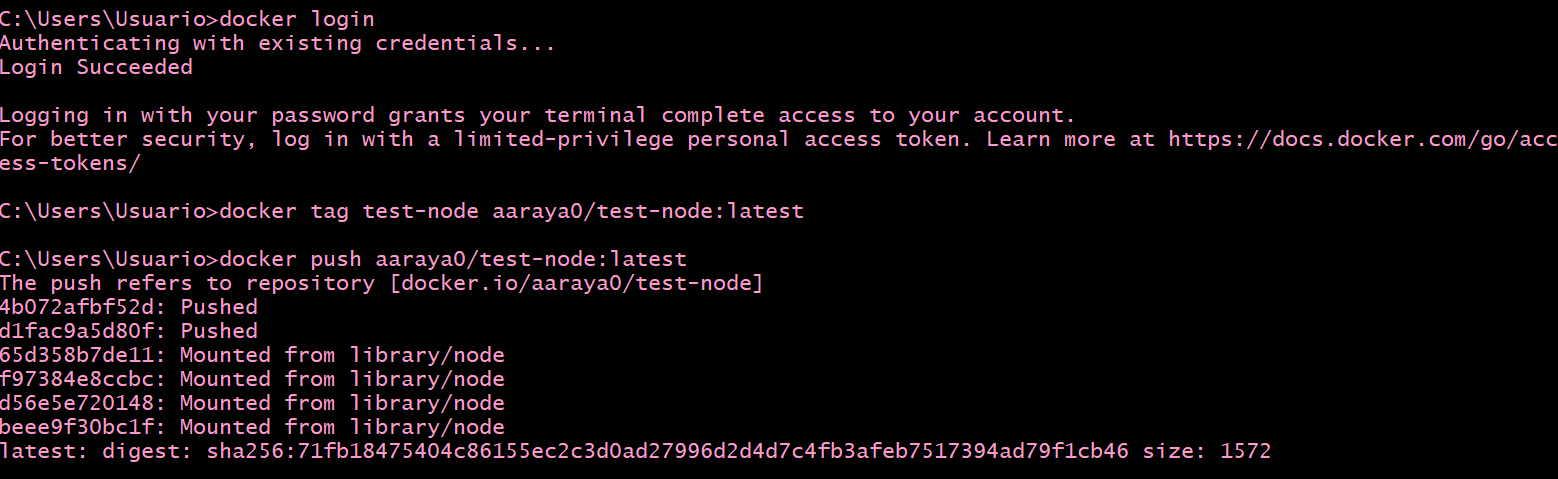 C:\Users\Usuario>docker login
Authenticating with existing credentials...
Login Succeeded
Logging in with your password grants your terminal complete access to your account.
For better security, log in with a limited-privilege personal access token. Learn more at https://docs.docker.com/go/acc
ess-tokens/
C:\Users\Usuario>docker tag test-node aaraya0/test-node:latest
C:\Users\Usuario>docker push aaraya0/test-node:latest
The push refers to repository [docker.io/aaraya0/test-node]
4b072afbf52d: Pushed
d1fac9a5d80f: Pushed
65d358b7de11: Mounted from library/node
f97384e8ccbc: Mounted from library/node
d56e5e720148: Mounted from library/node
beee9f30bc1f: Mounted from library/node
latest: digest: sha256:71fb18475404c86155ec2c3d0ad27996d2d4d7c4fb3afeb7517394ad79f1cb46 size: 1572